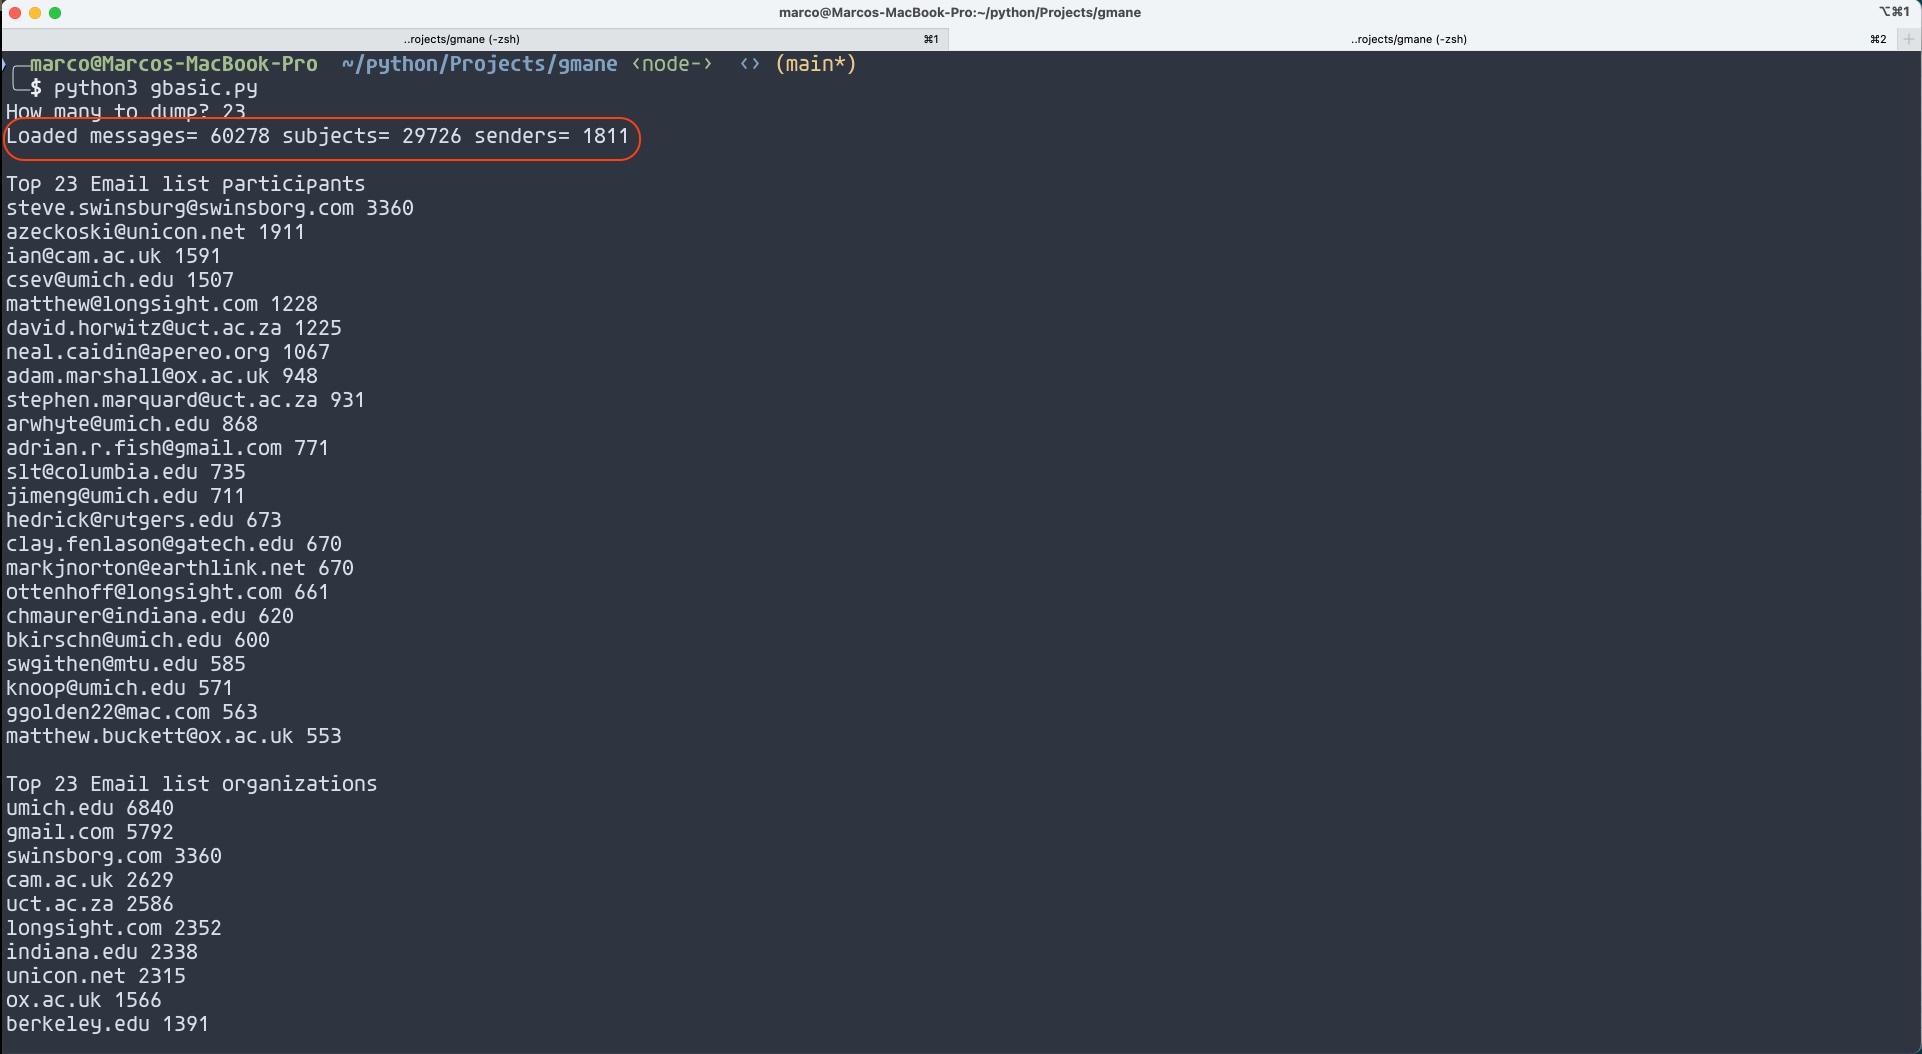 marco@Marcos-MacBook-Pro:~/python/Projects/gmane
⌥⌘1
..rojects/gmane (-zsh) ⌘1 ..rojects/gmane (-zsh) ⌘2 +
marco@Marcos-MacBook-Pro ~/python/Projects/gmane ‹node-› ‹› (main*)
$ python3 gbasic.py
How many to dump? 23
Loaded messages= 60278 subjects= 29726 senders= 1811
Top 23 Email list participants
steve.swinsburg@swinsborg.com 3360
azeckoski@unicon.net 1911
ian@cam.ac.uk 1591
csev@umich.edu 1507
matthew@longsight.com 1228
david.horwitz@uct.ac.za 1225
neal.caidin@apereo.org 1067
adam.marshall@ox.ac.uk 948
stephen.marquard@uct.ac.za 931
arwhyte@umich.edu 868
adrian.r.fish@gmail.com 771
slt@columbia.edu 735
jimeng@umich.edu 711
hedrick@rutgers.edu 673
clay.fenlason@gatech.edu 670
markjnorton@earthlink.net 670
ottenhoff@longsight.com 661
chmaurer@indiana.edu 620
bkirschn@umich.edu 600
swgithen@mtu.edu 585
knoop@umich.edu 571
ggolden22@mac.com 563
matthew.buckett@ox.ac.uk 553
Top 23 Email list organizations
umich.edu 6840
gmail.com 5792
swinsborg.com 3360
cam.ac.uk 2629
uct.ac.za 2586
longsight.com 2352
indiana.edu 2338
unicon.net 2315
ox.ac.uk 1566
berkeley.edu 1391